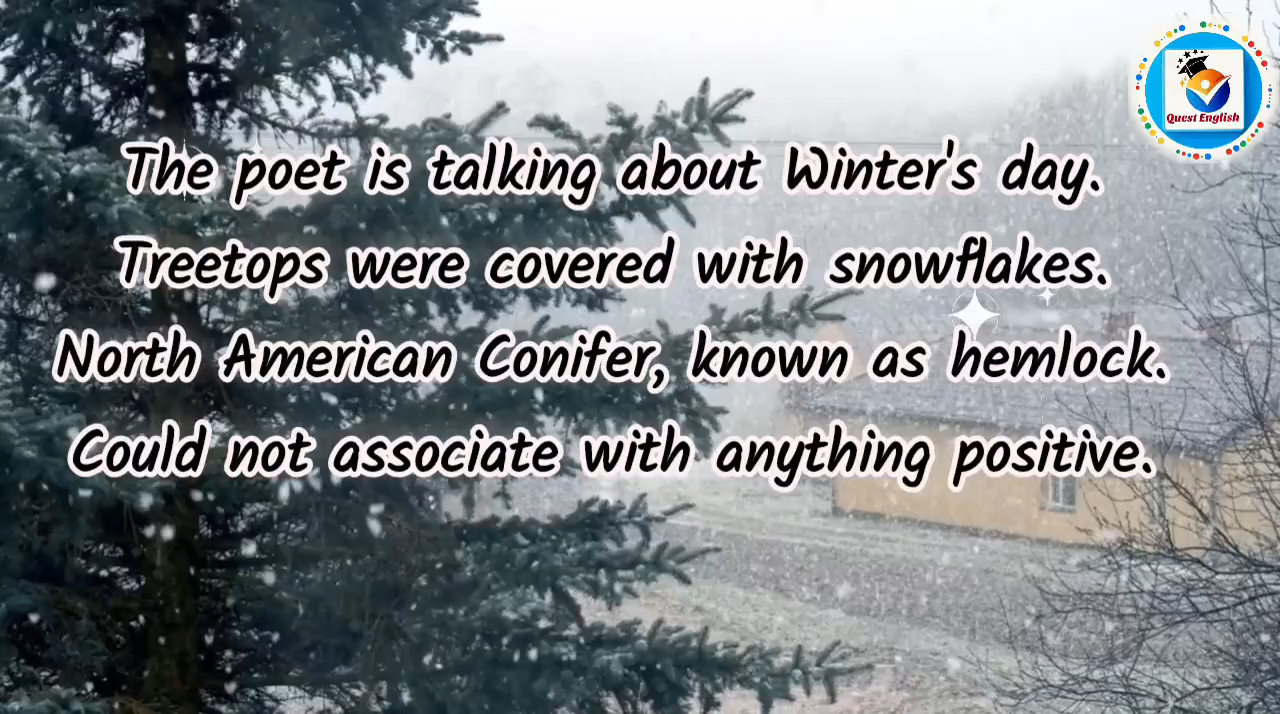 Quest English
The poet is talking about Winter's day.
Treetops were covered with snowflakes.
North American Conifer, known as hemlock.
Could not associate with anything positive.